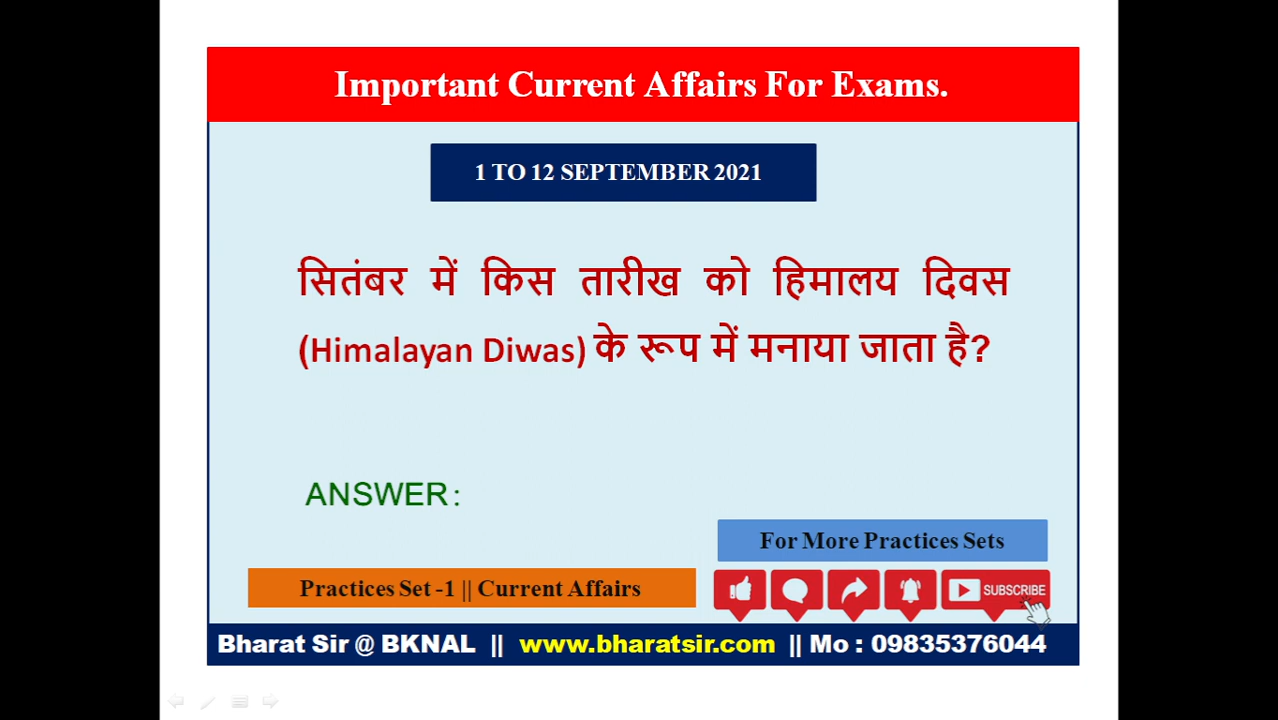 Important Current Affairs For Exams.
1 TO 12 SEPTEMBER 2021
सितंबर में किस तारीख को हिमालय दिवस
(Himalayan Diwas) के रूप में मनाया जाता है?
ANSWER:
For More Practices Sets
Practices Set -1 || Current Affairs
SUBSCRIBE
Bharat Sir @ BKNAL || www.bharatsir.com || Mo : 09835376044